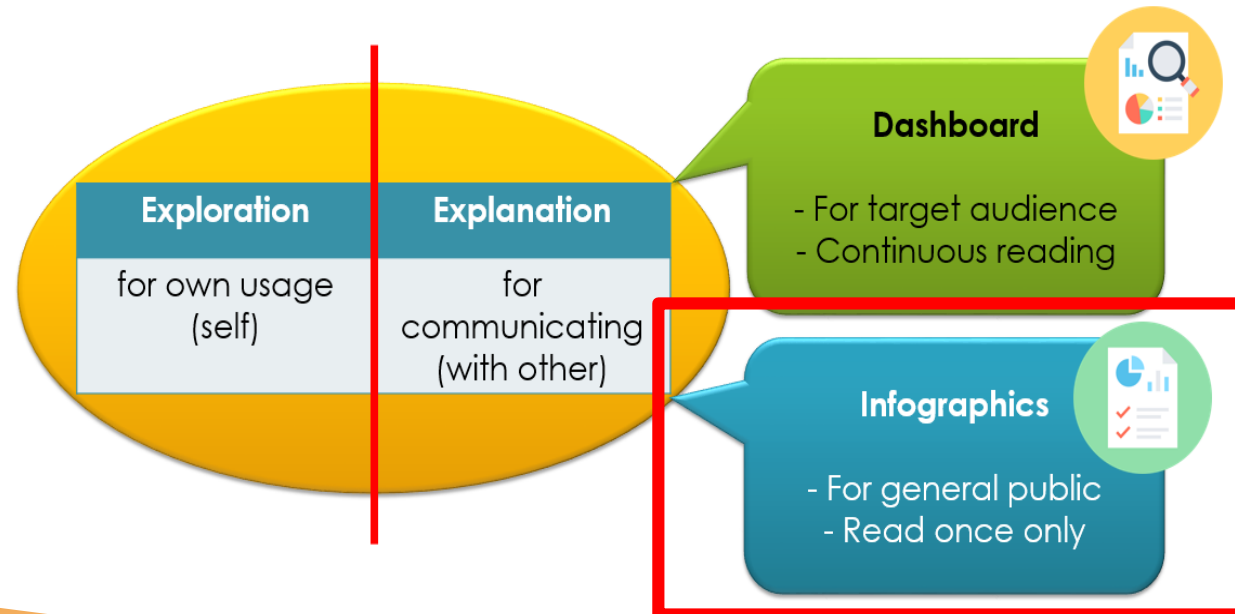 Exploration
for own usage
(self)
Explanation
for
communicating
(with other)
Dashboard
- For target audience
- Continuous reading
Infographics
- For general public
- Read once only